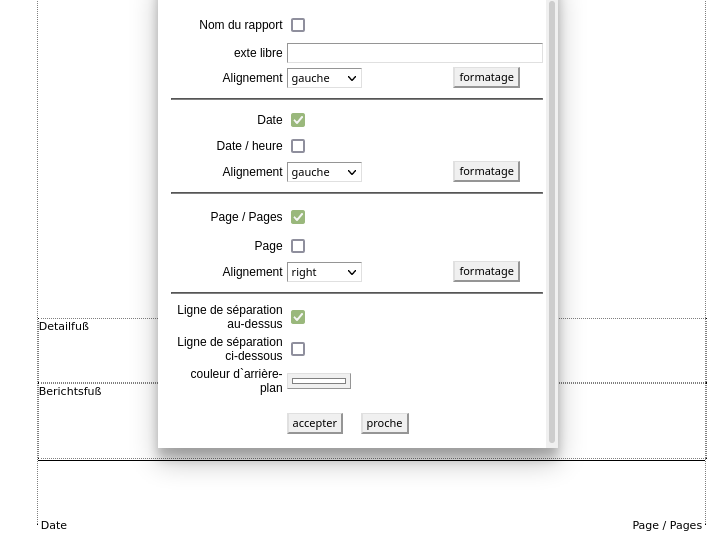 Nom du rapport
exte libre
Alignement gauche formatage
Date
Date / heure
Alignement gauche formatage
Page / Pages
Page
Alignement right formatage
Ligne de séparation
au-dessus
Detailfuß
Ligne de séparation
ci-dessous
couleur d`arrière-
plan
Berichtsfuß
accepter proche
Date Page / Pages